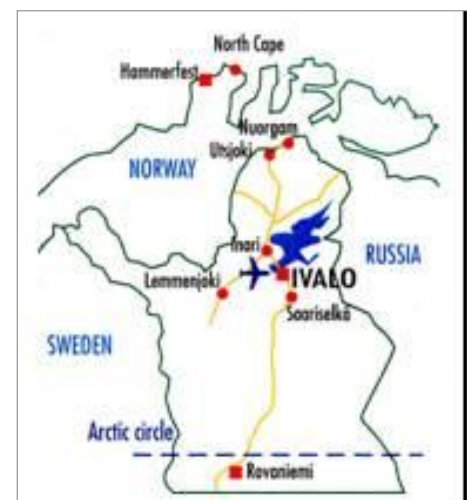 North Cape
Hammerfest
Nuorgam
Utsjoki
NORWAY
Inari
RUSSIA
Lemmenjoki
IVALO
Saariselkä
SWEDEN
Arctic circle
Rovaniemi